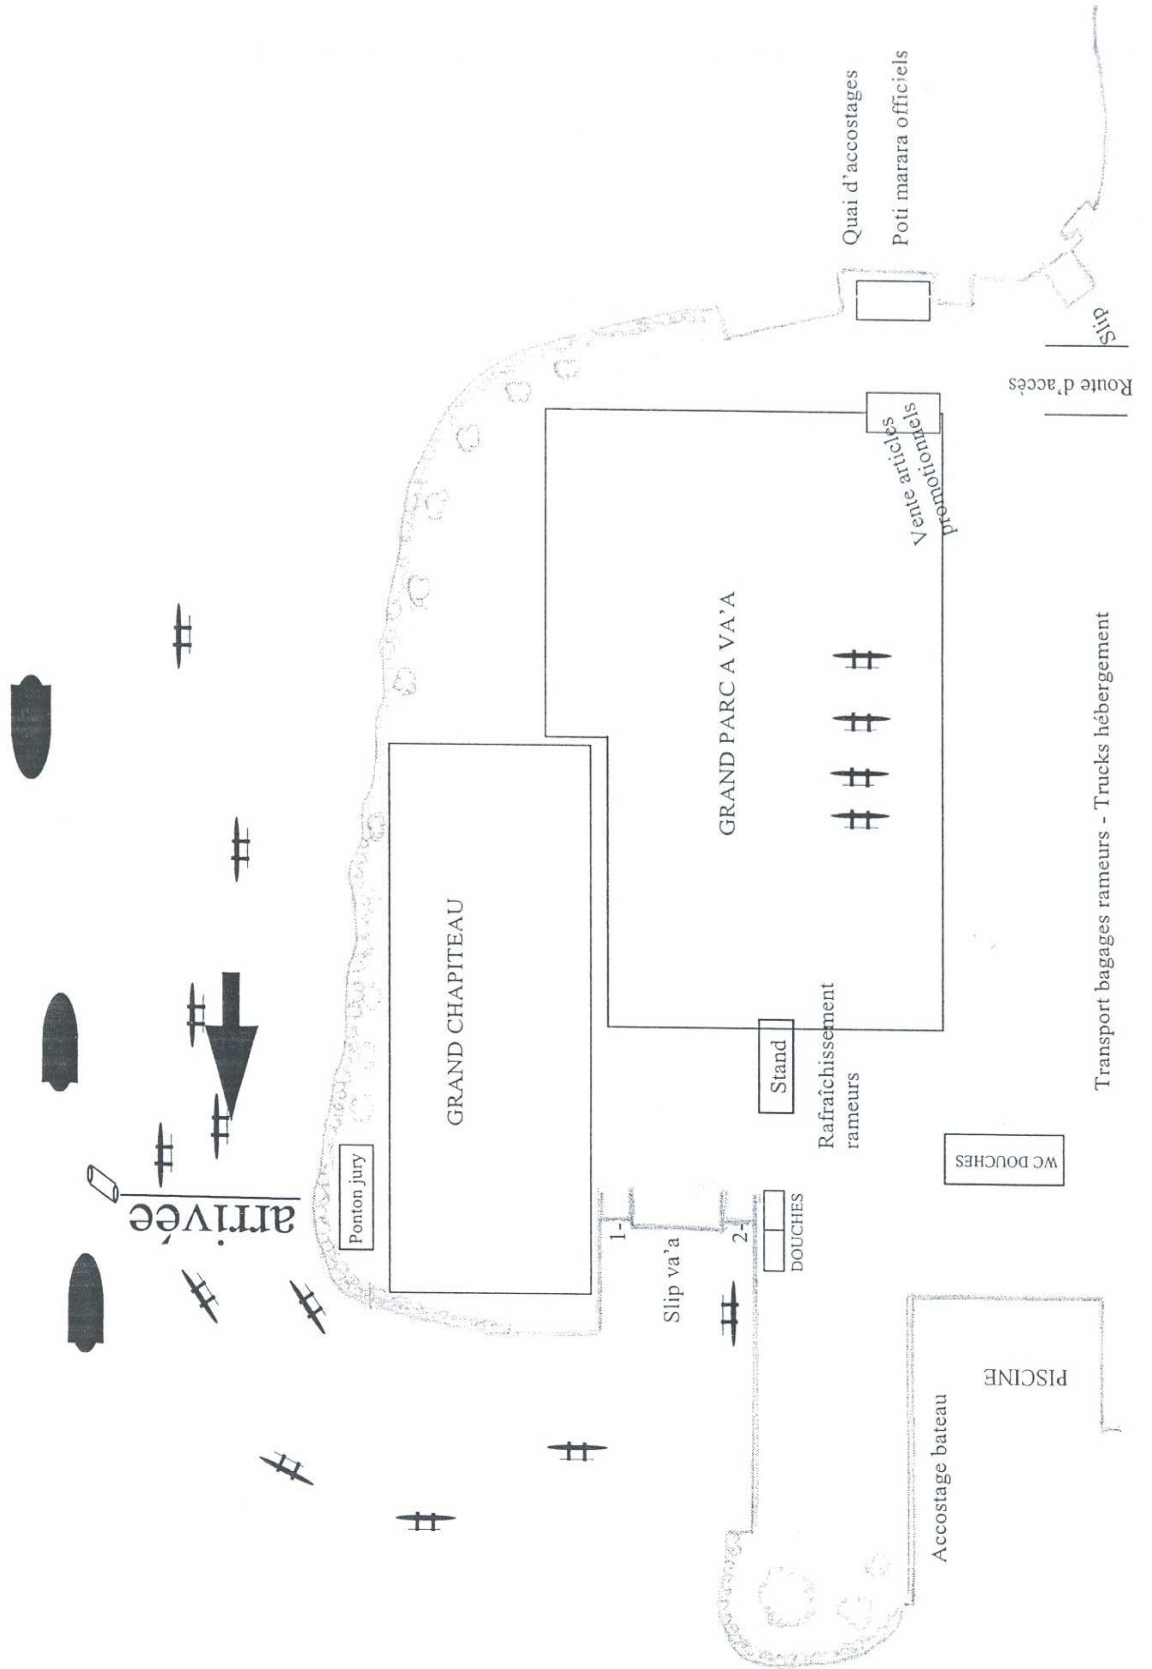 arrivée
Ponton jury
GRAND CHAPITEAU
GRAND PARC A VA'A
Quai d'accostages
Poti marara officiels
Slip
Route d'accès
Vente articles
promotionnels
Stand
Rafraîchissement
rameurs
1-
Slip va'a
2-
DOUCHES
WC DOUCHES
Transport bagages rameurs - Trucks hébergement
Accostage bateau
PISCINE